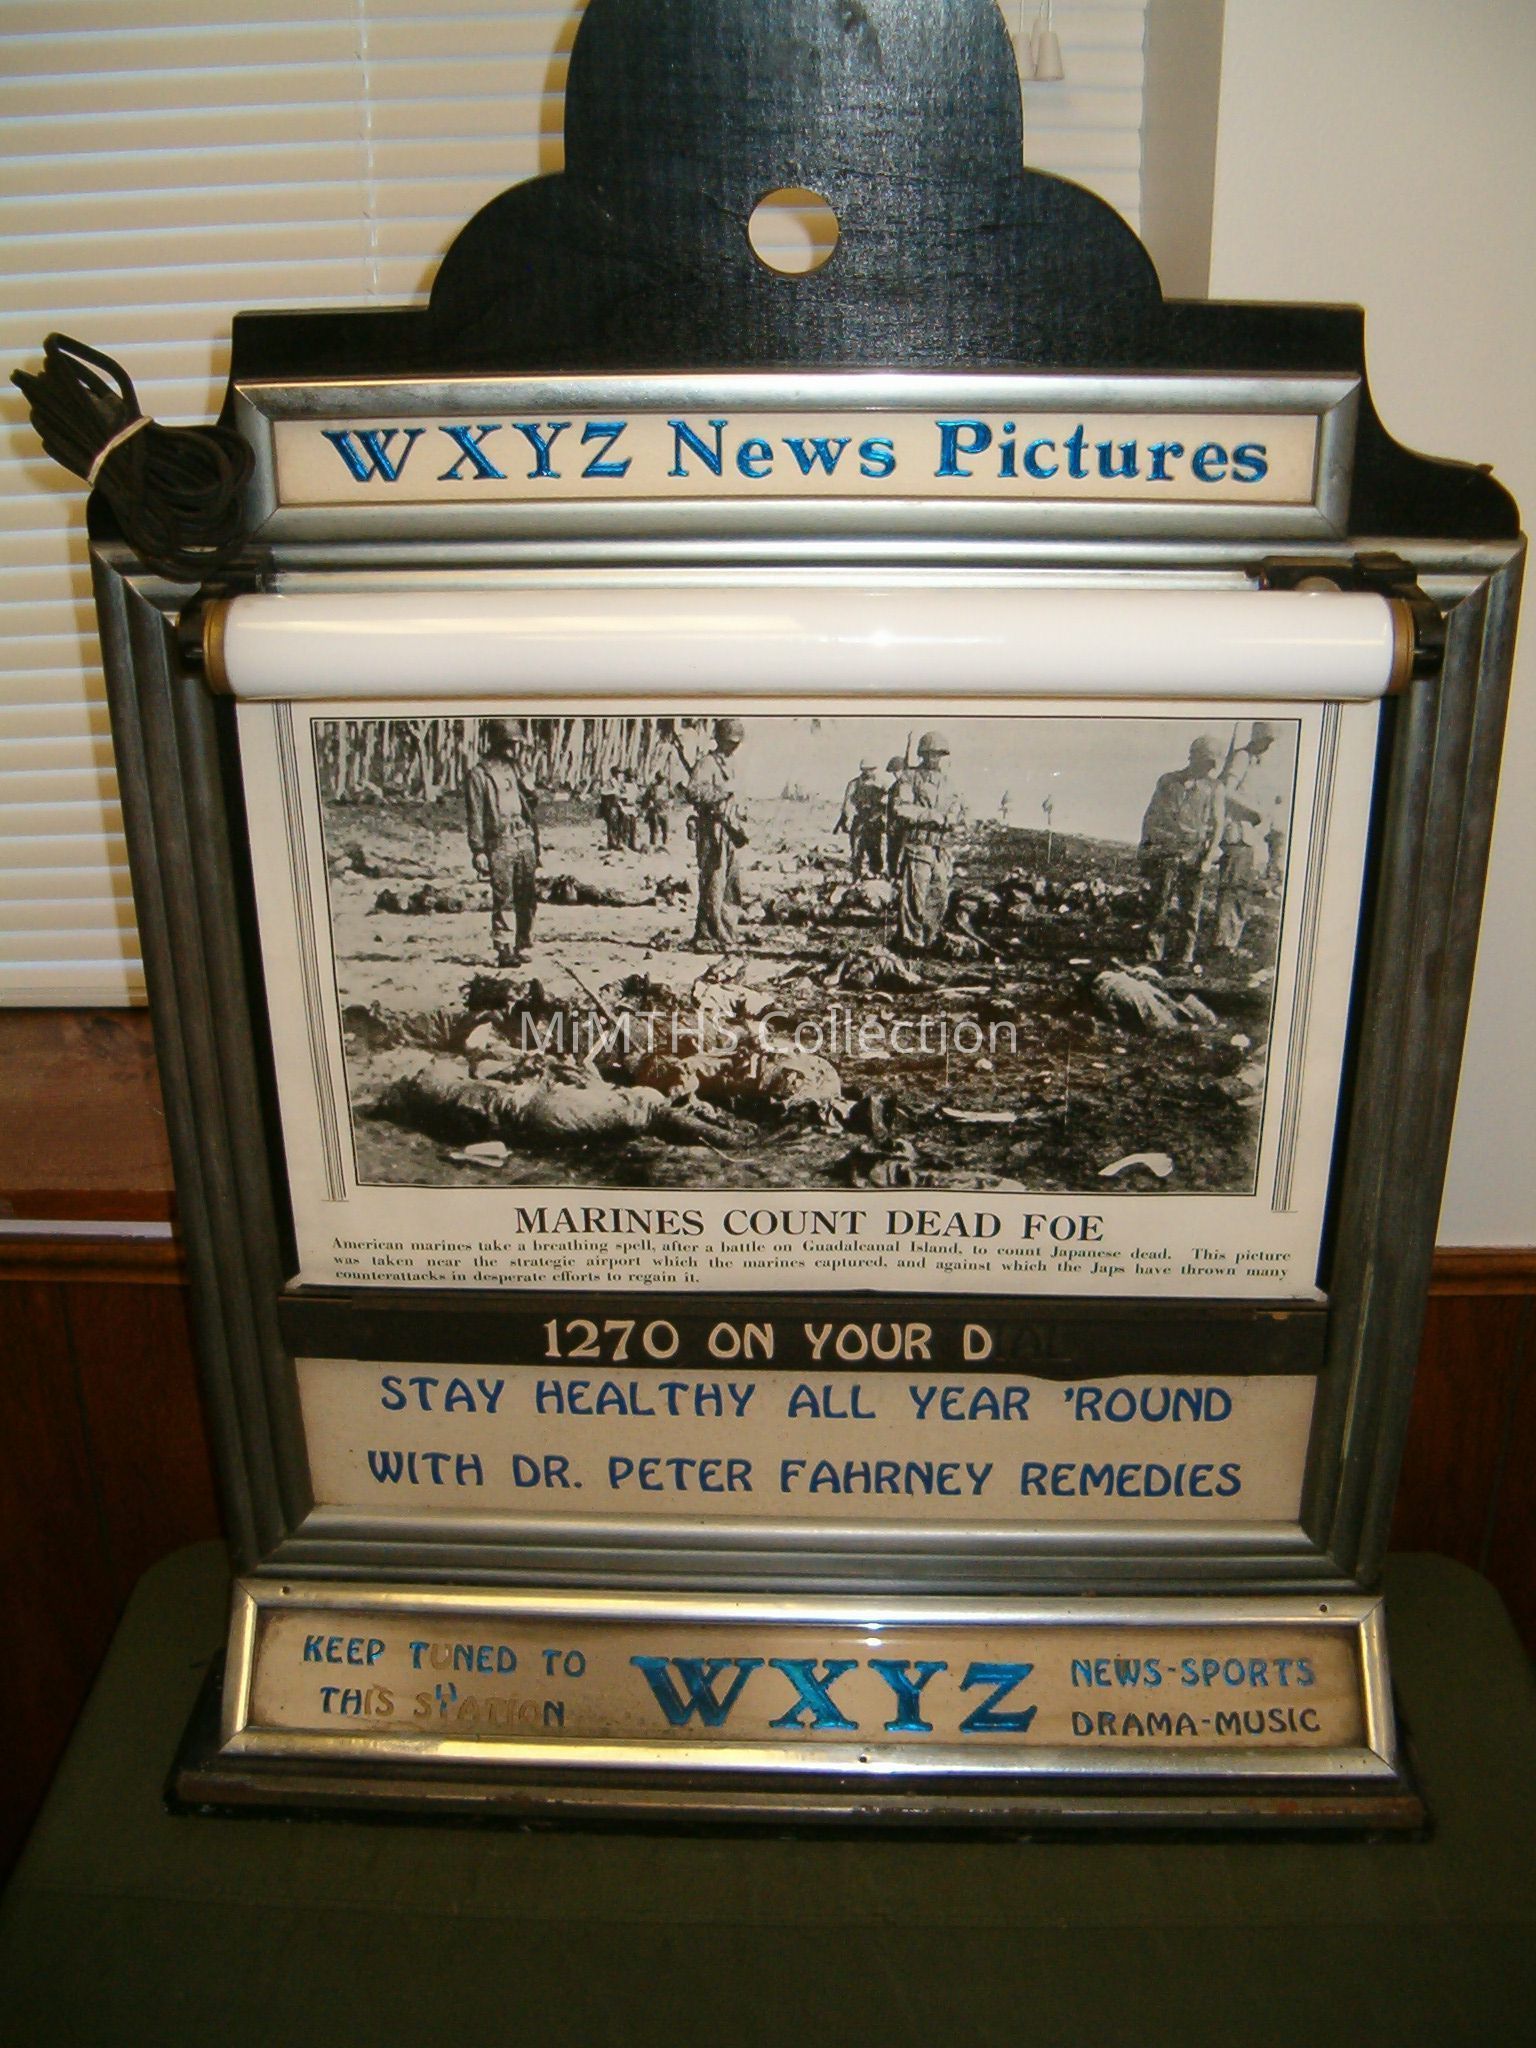 WXYZ News Pictures
MiMTHS Collection
MARINES COUNT DEAD FOE
American marines take a breathing spell, after a battle on Guadalcanal Island, to count Japanese dead. This picture
was taken near the strategic airport which the marines captured, and against which the Japs have thrown many
counterattacks in desperate efforts to regain it.
1270 ON YOUR DIAL
STAY HEALTHY ALL YEAR 'ROUND
WITH DR. PETER FAHRNEY REMEDIES
KEEP TUNED TO
THIS STATION
WXYZ
NEWS-SPORTS
DRAMA-MUSIC